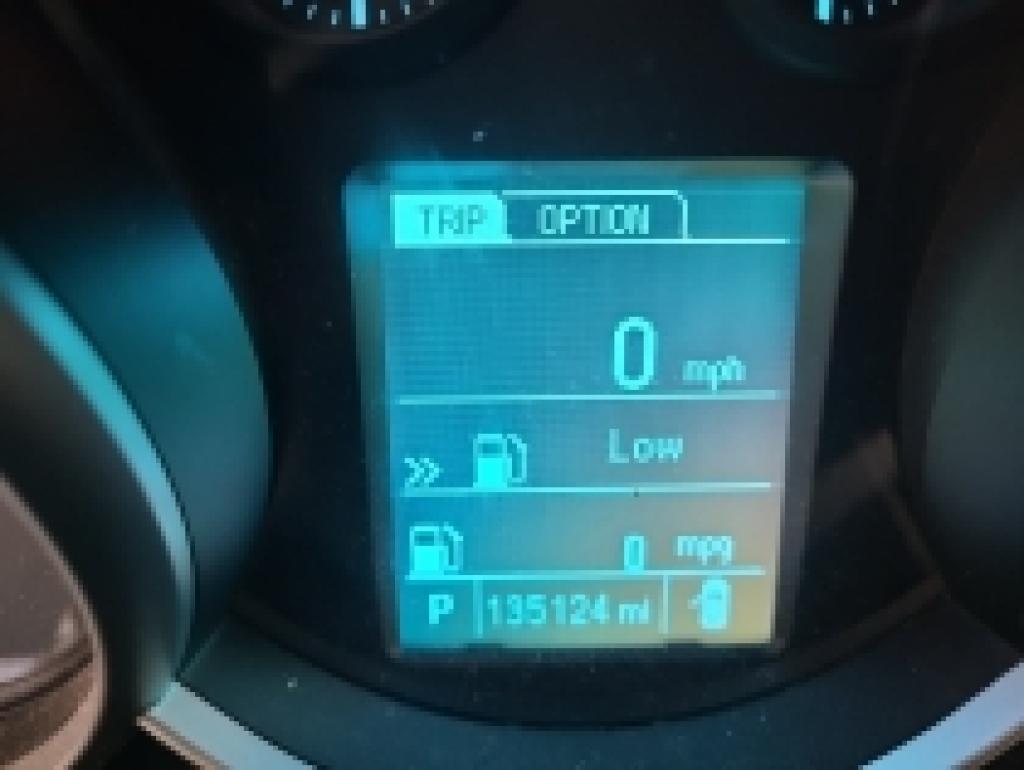 TRIP OPTION
0 mph
Low
0 mpg
P 135124 mi